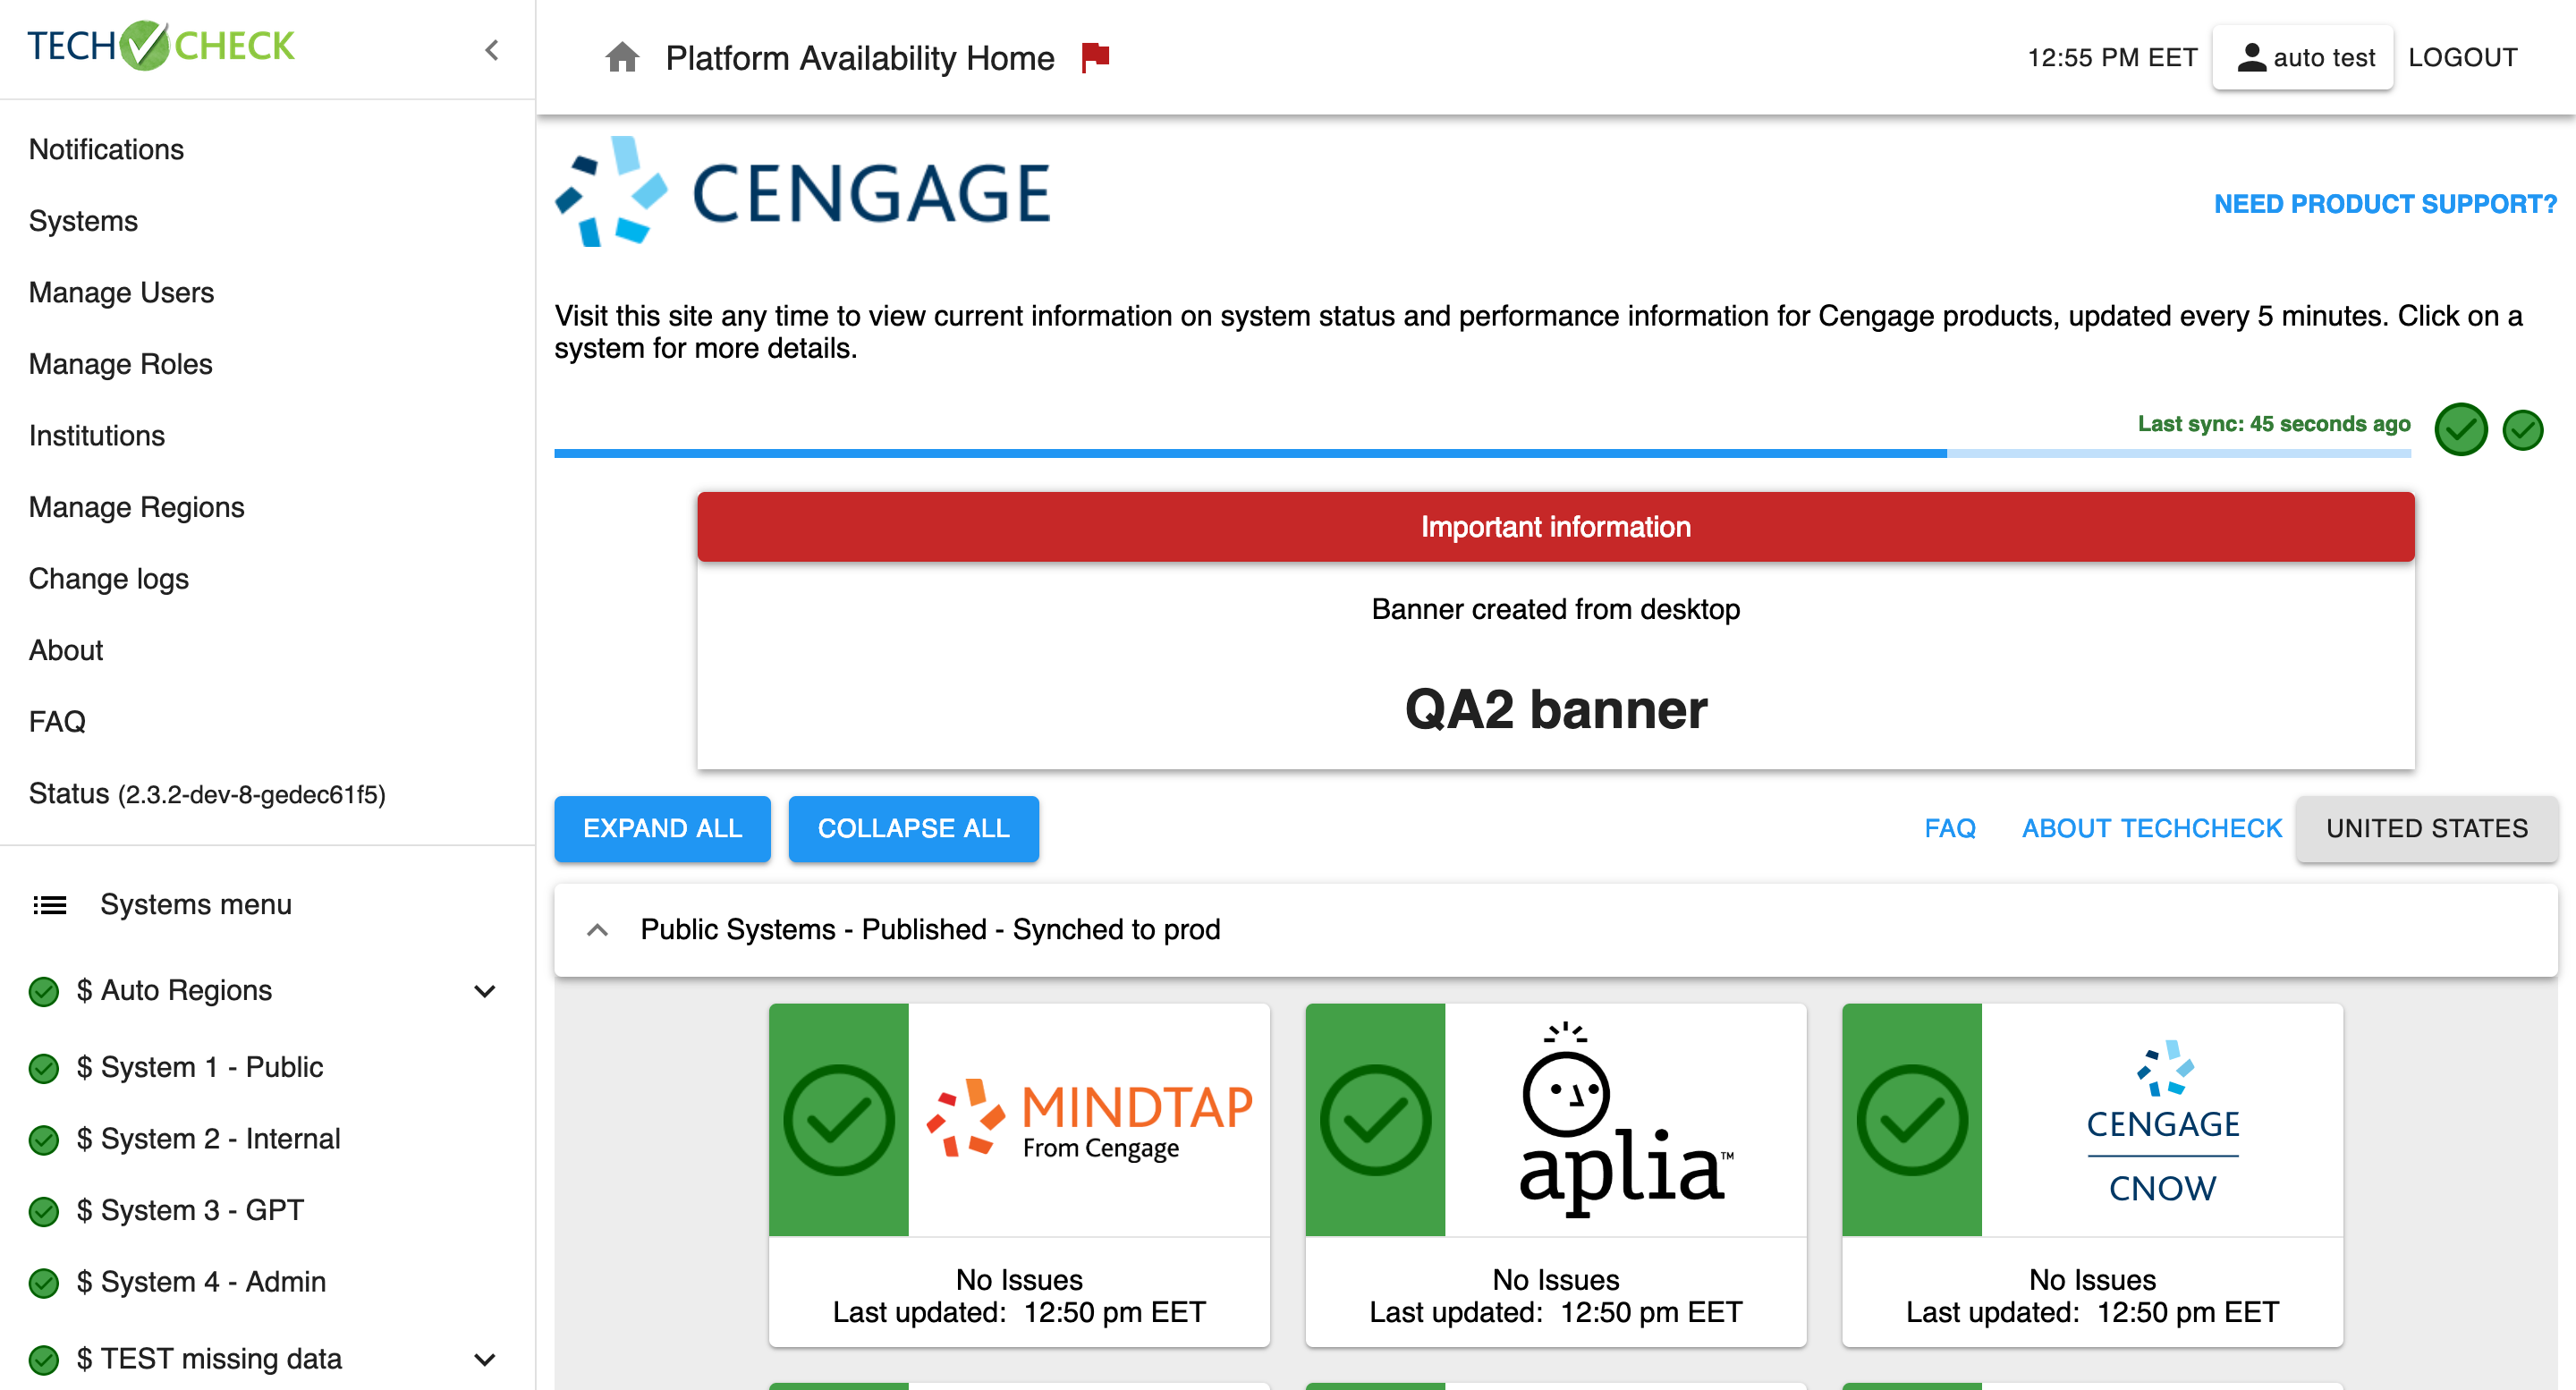 TECH CHECK
Notifications
Systems
Manage Users
Manage Roles
Institutions
Manage Regions
Change logs
About
FAQ
Status (2.3.2-dev-8-gedec61f5)
Systems menu
$ Auto Regions
$ System 1 - Public
$ System 2 - Internal
$ System 3 - GPT
$ System 4 - Admin
$ TEST missing data
Platform Availability Home
12:55 PM EET
auto test
LOGOUT
CENGAGE
NEED PRODUCT SUPPORT?
Visit this site any time to view current information on system status and performance information for Cengage products, updated every 5 minutes. Click on a
system for more details.
Last sync: 45 seconds ago
Important information
Banner created from desktop
QA2 banner
EXPAND ALL
COLLAPSE ALL
FAQ
ABOUT TECHCHECK
UNITED STATES
Public Systems - Published - Synched to prod
MINDTAP
From Cengage
No Issues
Last updated: 12:50 pm EET
aplia™
No Issues
Last updated: 12:50 pm EET
CENGAGE
CNOW
No Issues
Last updated: 12:50 pm EET